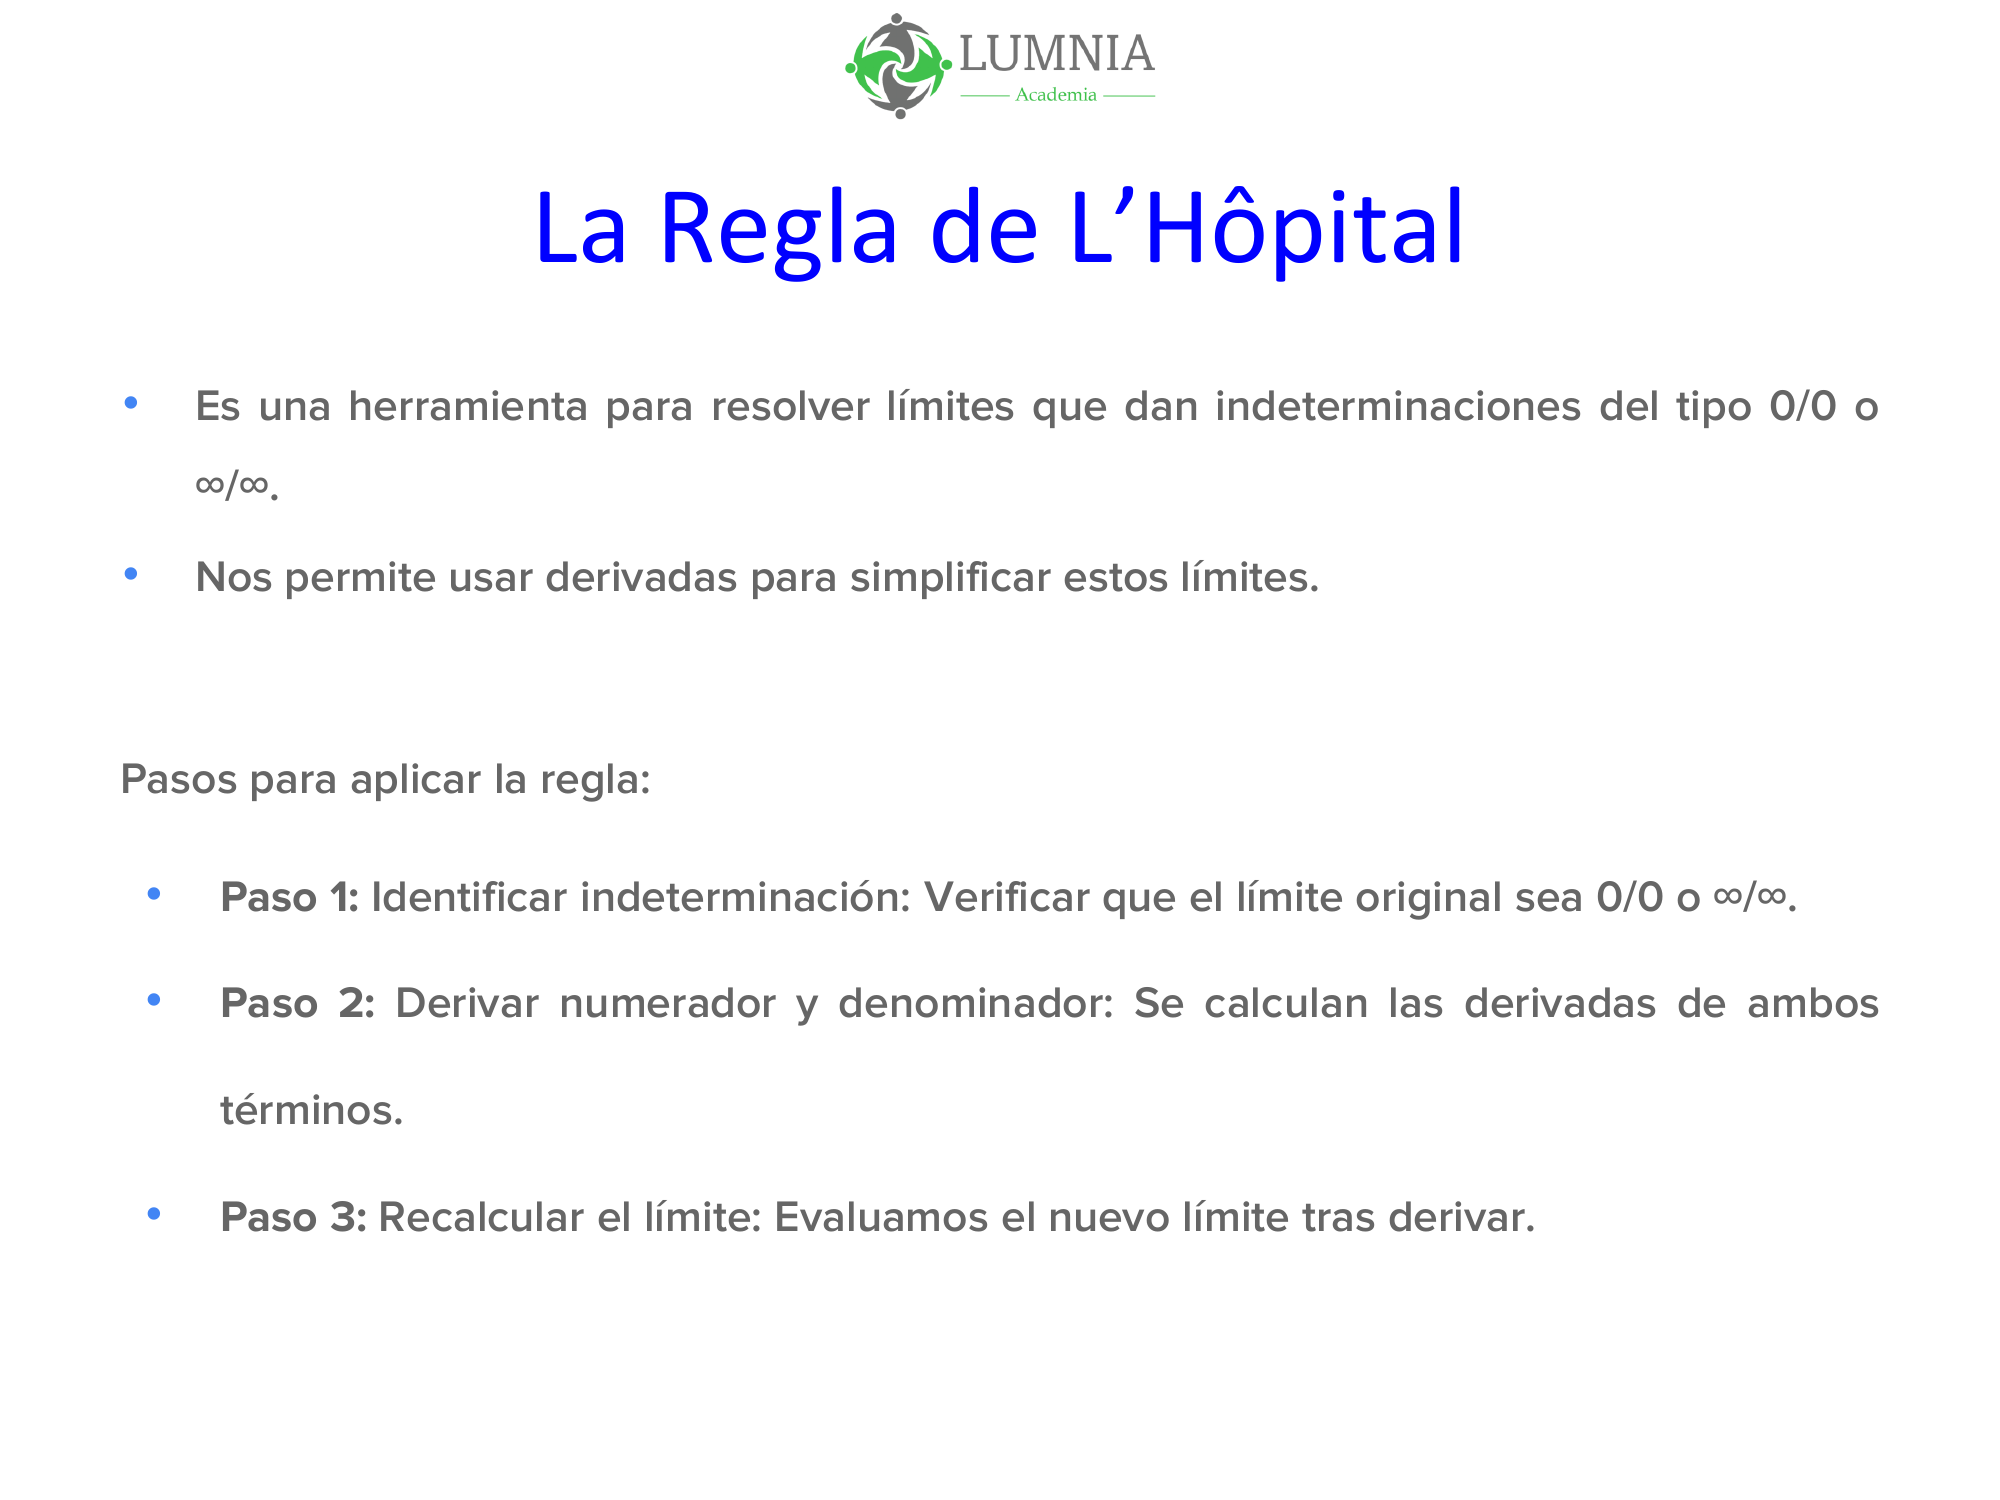 LUMNIA
Academia
La Regla de L’Hôpital
• Es una herramienta para resolver límites que dan indeterminaciones del tipo 0/0 o
∞/∞.
• Nos permite usar derivadas para simplificar estos límites.
Pasos para aplicar la regla:
• Paso 1: Identificar indeterminación: Verificar que el límite original sea 0/0 o ∞/∞.
• Paso 2: Derivar numerador y denominador: Se calculan las derivadas de ambos
términos.
• Paso 3: Recalcular el límite: Evaluamos el nuevo límite tras derivar.